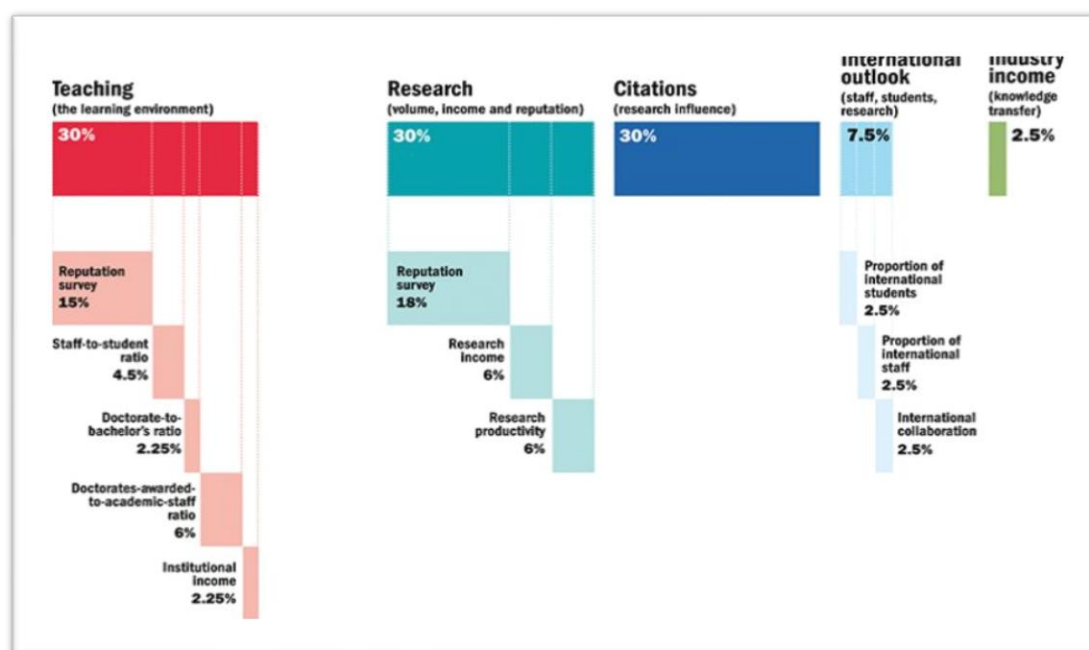 Teaching
(the learning environment)
30%
Reputation
survey
15%
Staff-to-student
ratio
4.5%
Doctorate-to-
bachelor's ratio
2.25%
Doctorates-awarded-
to-academic-staff
ratio
6%
Institutional
income
2.25%
Research
(volume, income and reputation)
30%
Reputation
survey
18%
Research
income
6%
Research
productivity
6%
Citations
(research influence)
30%
International
outlook
(staff, students,
research)
7.5%
Proportion of
international
students
2.5%
Proportion of
international
staff
2.5%
International
collaboration
2.5%
Industry
income
(knowledge
transfer)
2.5%